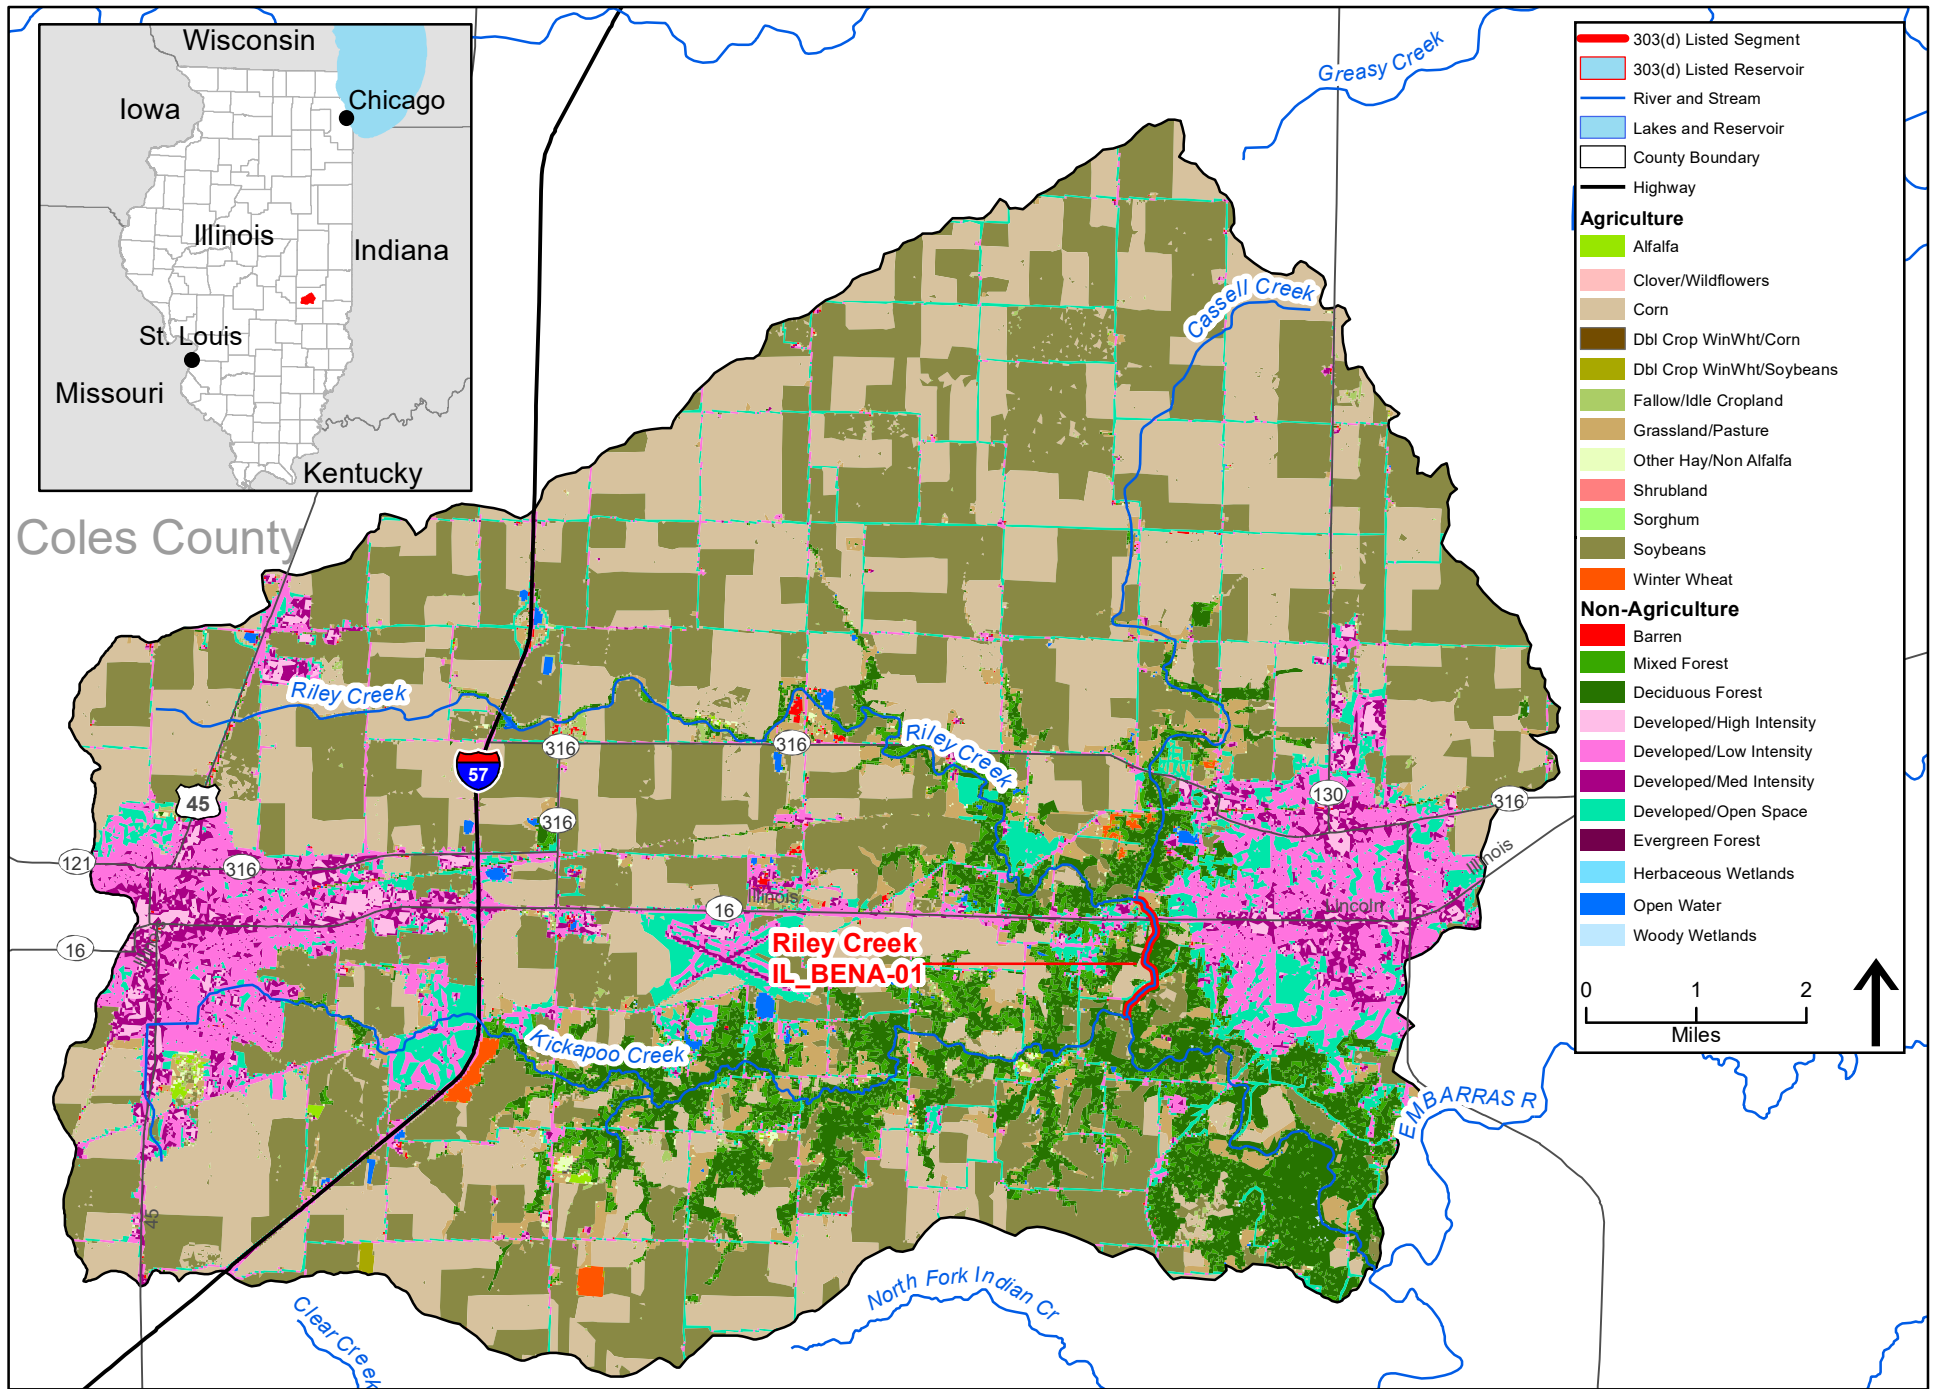 Wisconsin
Iowa
Chicago
Illinois
Indiana
St. Louis
Missouri
Kentucky
Coles County
Greasy Creek
Cassell Creek
Riley Creek
Riley Creek
57
45
316
316
316
121
316
130
316
16
16
Illinois
Illinois
Lincoln
45
Riley Creek
IL_BENA-01
Kickapoo Creek
EMBARRAS R
North Fork Indian Cr
Clear Creek
303(d) Listed Segment
303(d) Listed Reservoir
River and Stream
Lakes and Reservoir
County Boundary
Highway
Agriculture
Alfalfa
Clover/Wildflowers
Corn
Dbl Crop WinWht/Corn
Dbl Crop WinWht/Soybeans
Fallow/Idle Cropland
Grassland/Pasture
Other Hay/Non Alfalfa
Shrubland
Sorghum
Soybeans
Winter Wheat
Non-Agriculture
Barren
Mixed Forest
Deciduous Forest
Developed/High Intensity
Developed/Low Intensity
Developed/Med Intensity
Developed/Open Space
Evergreen Forest
Herbaceous Wetlands
Open Water
Woody Wetlands
0 1 2
Miles